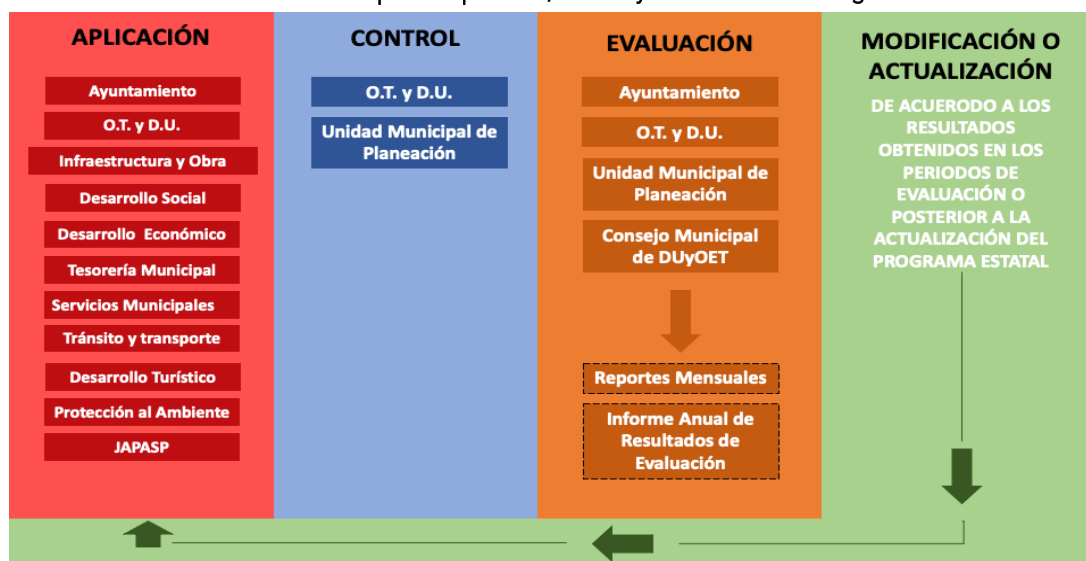 APLICACIÓN
Ayuntamiento
O.T. y D.U.
Infraestructura y Obra
Desarrollo Social
Desarrollo Económico
Tesorería Municipal
Servicios Municipales
Tránsito y transporte
Desarrollo Turístico
Protección al Ambiente
JAPASP
CONTROL
O.T. y D.U.
Unidad Municipal de
Planeación
EVALUACIÓN
Ayuntamiento
O.T. y D.U.
Unidad Municipal de
Planeación
Consejo Municipal
de DUyOET
Reportes Mensuales
Informe Anual de
Resultados de
Evaluación
MODIFICACIÓN O
ACTUALIZACIÓN
DE ACUERODO A LOS
RESULTADOS
OBTENIDOS EN LOS
PERIODOS DE
EVALUACIÓN O
POSTERIOR A LA
ACTUALIZACIÓN DEL
PROGRAMA ESTATAL